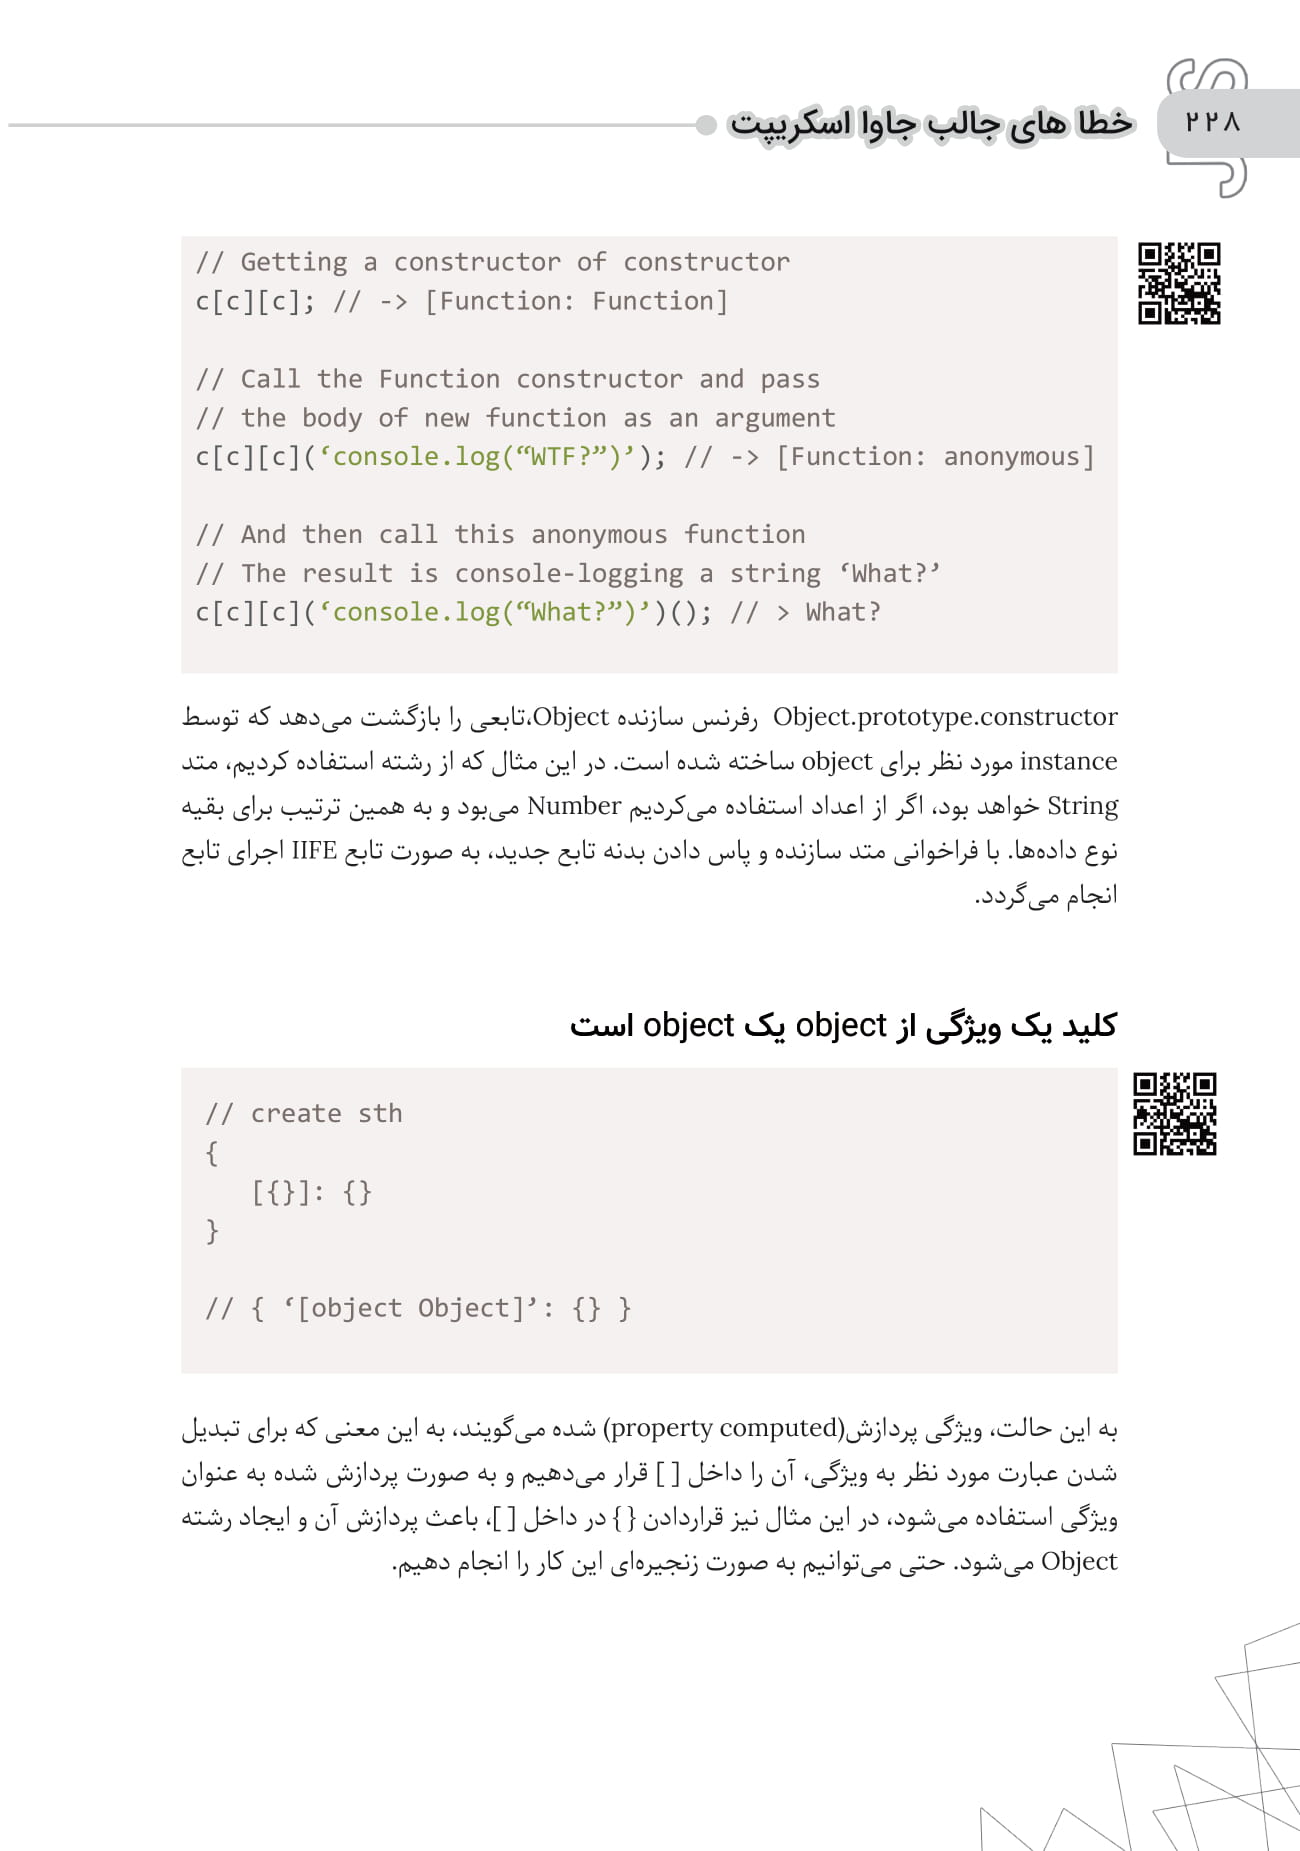 ۲۲۸
خطا های جالب جاوا اسکریپت
// Getting a constructor of constructor
c[c][c]; // -> [Function: Function]
// Call the Function constructor and pass
// the body of new function as an argument
c[c][c](‘console.log(“WTF?”)’); // -> [Function: anonymous]
// And then call this anonymous function
// The result is console-logging a string ‘What?’
c[c][c](‘console.log(“What?”)’)(); // > What?
Object.prototype.constructor رفرنس سازنده Object،تابعی را بازگشت می‌دهد که توسط
instance مورد نظر برای object ساخته شده است. در این مثال که از رشته استفاده کردیم، متد
String خواهد بود، اگر از اعداد استفاده می‌کردیم Number می‌بود و به همین ترتیب برای بقیه
نوع داده‌ها. با فراخوانی متد سازنده و پاس دادن بدنه تابع جدید، به صورت تابع IIFE اجرای تابع
انجام می‌گردد.
کلید یک ویژگی از object یک object است
// create sth
{
[{}]: {}
}
// { ‘[object Object]’: {} }
به این حالت، ویژگی پردازش(property computed) شده می‌گویند، به این معنی که برای تبدیل
شدن عبارت مورد نظر به ویژگی، آن را داخل [ ] قرار می‌دهیم و به صورت پردازش شده به عنوان
ویژگی استفاده می‌شود، در این مثال نیز قراردادن { } در داخل [ ]، باعث پردازش آن و ایجاد رشته
Object می‌شود. حتی می‌توانیم به صورت زنجیره‌ای این کار را انجام دهیم.